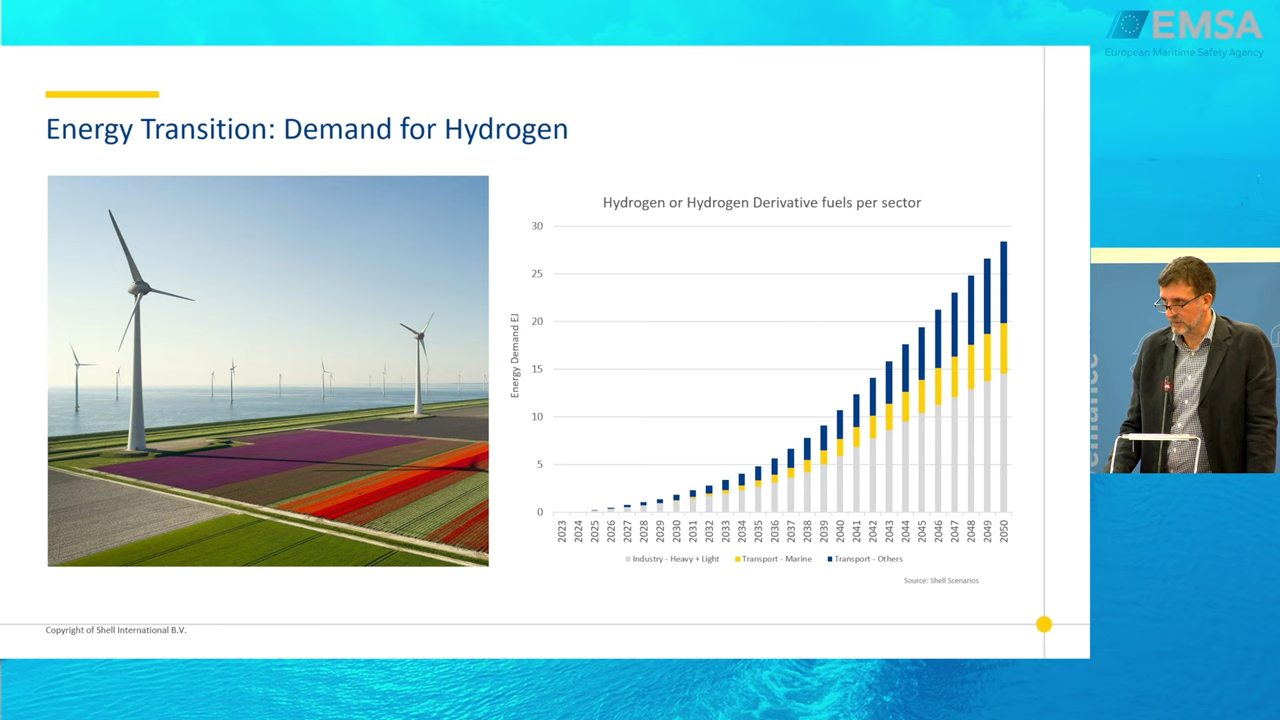 EMSA
European Maritime Safety Agency
Energy Transition: Demand for Hydrogen
Hydrogen or Hydrogen Derivative fuels per sector
Energy Demand EJ
30
25
20
15
10
5
0
2023 2024 2025 2026 2027 2028 2029 2030 2031 2032 2033 2034 2035 2036 2037 2038 2039 2040 2041 2042 2043 2044 2045 2046 2047 2048 2049 2050
Industry - Heavy + Light Transport - Marine Transport - Others
Source: Shell Scenarios
Copyright of Shell International B.V.